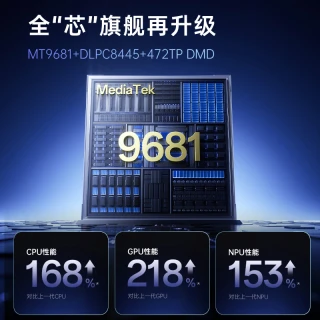 全“芯”旗舰再升级
MT9681+DLPC8445+472TP DMD
MediaTek
9681
CPU性能
168%↑*
对比上一代CPU
GPU性能
218%↑*
对比上一代GPU
NPU性能
153%↑*
对比上一代NPU